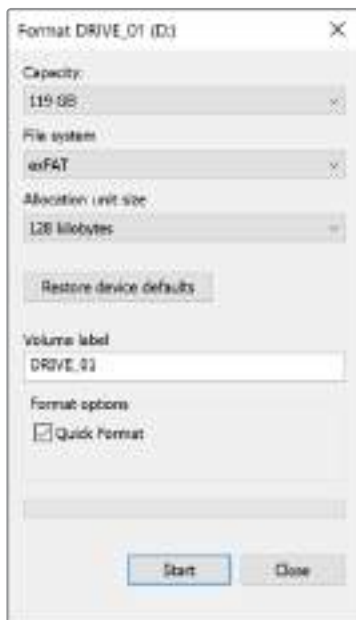 Format DRIVE_01 (D:)
Capacity:
119 GB
File system
exFAT
Allocation unit size
128 kilobytes
Restore device defaults
Volume label
DRIVE_01
Format options
Quick Format
Start
Close